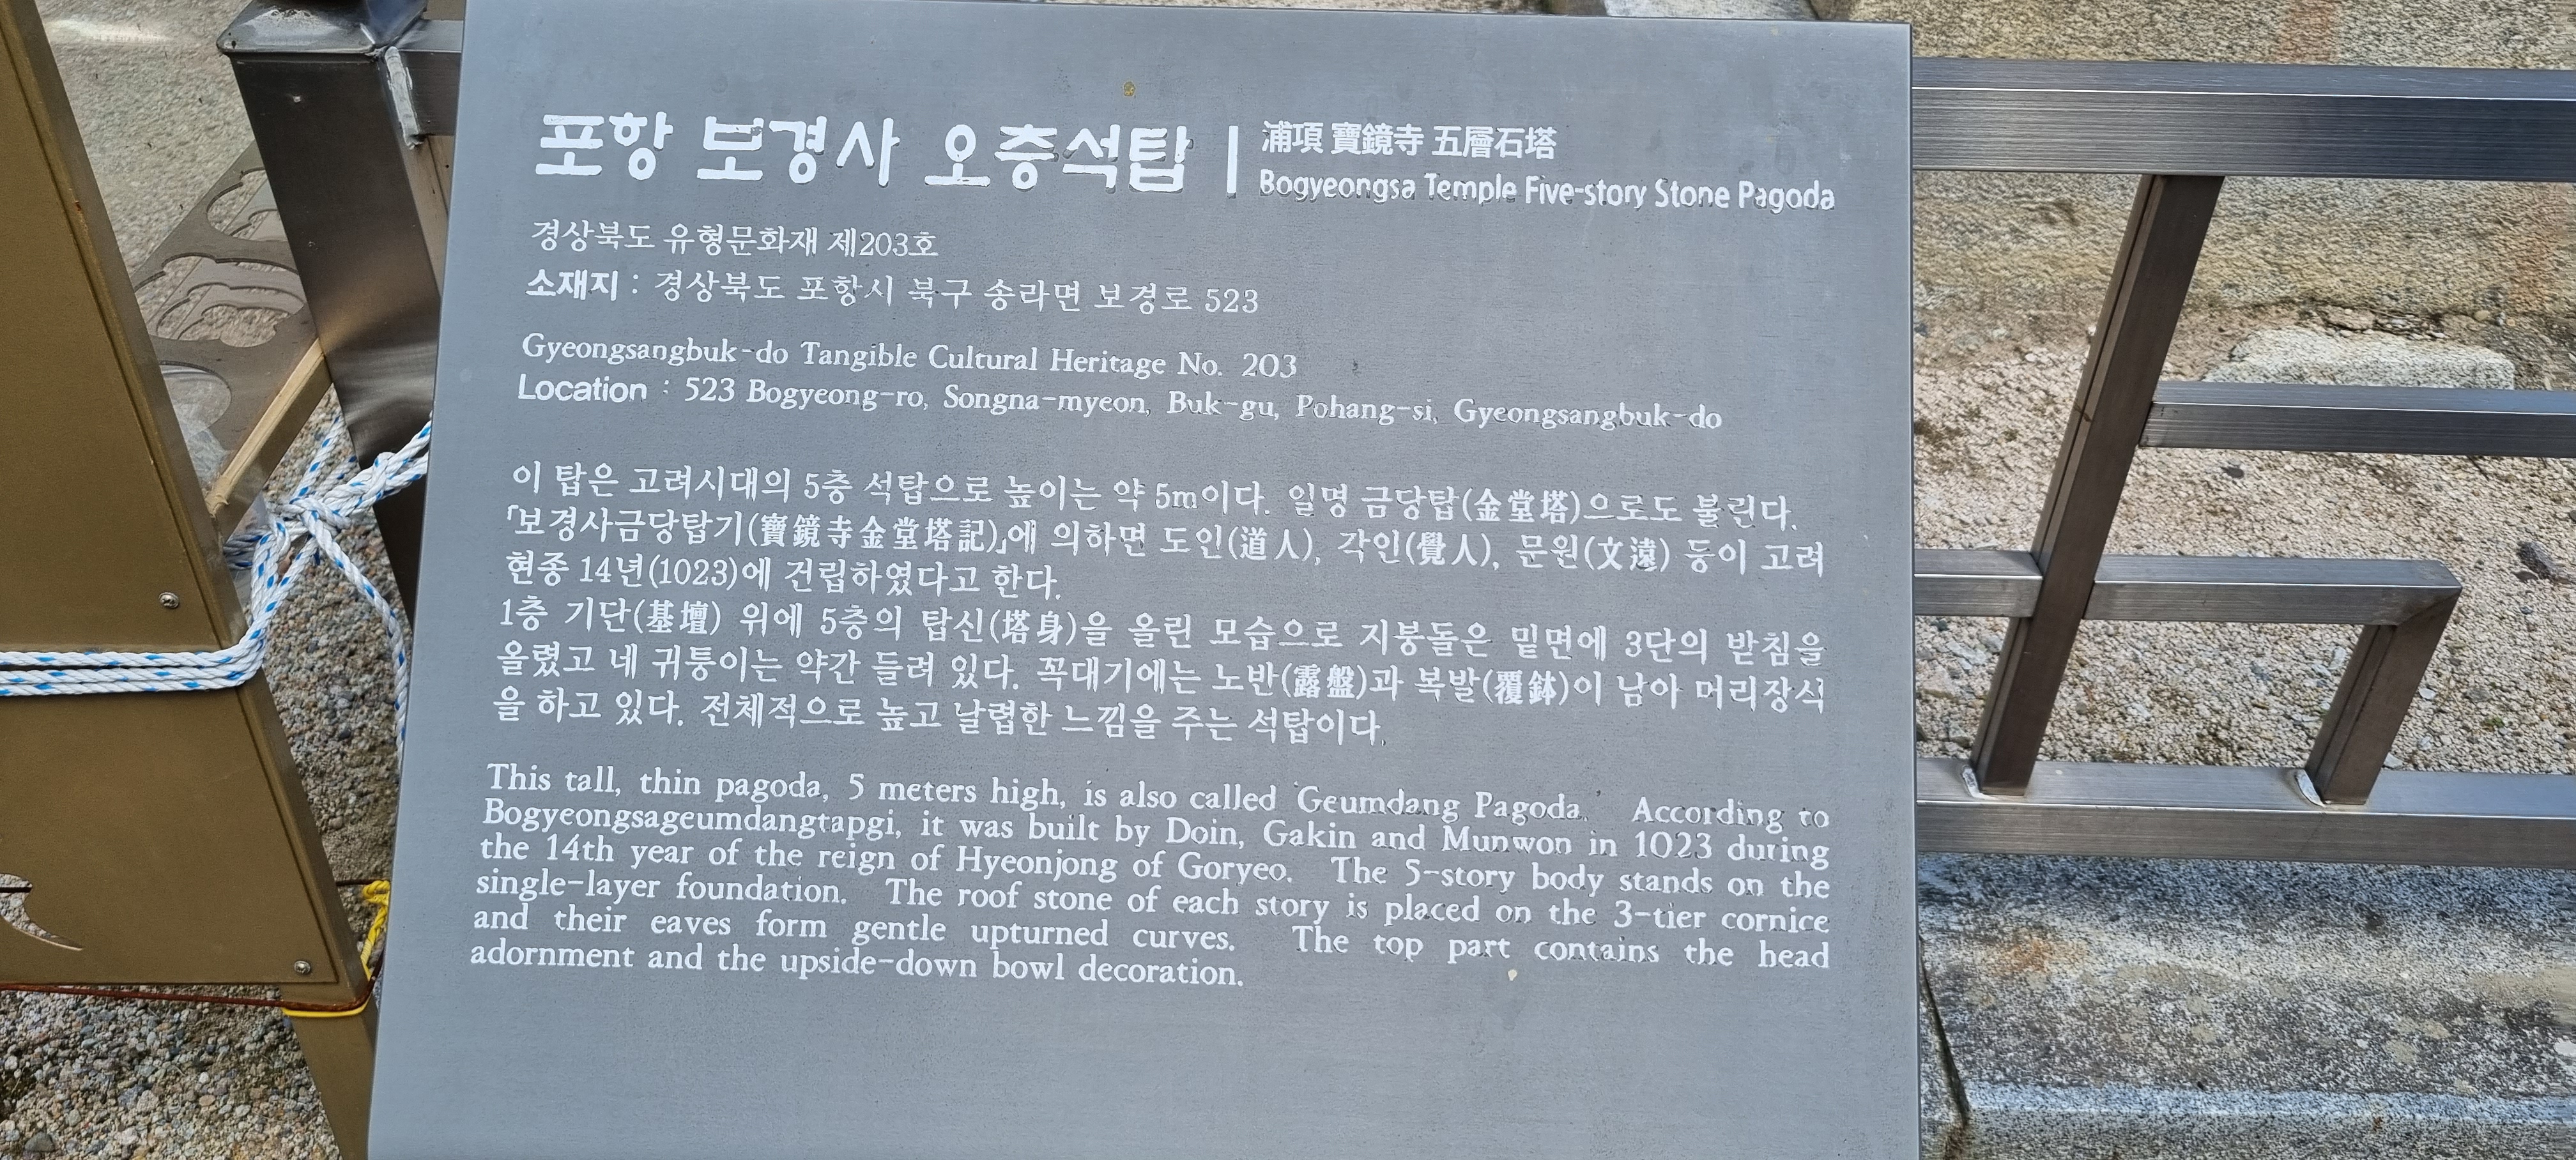 포항 보경사 오층석탑
浦項 寶鏡寺 五層石塔
Bogyeongsa Temple Five-story Stone Pagoda
경상북도 유형문화재 제203호
소재지 : 경상북도 포항시 북구 송라면 보경로 523
Gyeongsangbuk-do Tangible Cultural Heritage No. 203
Location : 523 Bogyeong-ro, Songna-myeon, Buk-gu, Pohang-si, Gyeongsangbuk-do
이 탑은 고려시대의 5층 석탑으로 높이는 약 5m이다. 일명 금당탑(金堂塔)으로도 불린다.
「보경사금당탑기(寶鏡寺金堂塔記)」에 의하면 도인(道人), 각인(覺人), 문원(文遠) 등이 고려
현종 14년(1023)에 건립하였다고 한다.
1층 기단(基壇) 위에 5층의 탑신(塔身)을 올린 모습으로 지붕돌은 밑면에 3단의 받침을
올렸고 네 귀퉁이는 약간 들려 있다. 꼭대기에는 노반(露盤)과 복발(覆鉢)이 남아 머리장식
을 하고 있다. 전체적으로 높고 날렵한 느낌을 주는 석탑이다.
This tall, thin pagoda, 5 meters high, is also called Geumdang Pagoda. According to
Bogyeongsageumdangtapgi, it was built by Doin, Gakin and Munwon in 1023 during
the 14th year of the reign of Hyeonjong of Goryeo. The 5-story body stands on the
single-layer foundation. The roof stone of each story is placed on the 3-tier cornice
and their eaves form gentle upturned curves. The top part contains the head
adornment and the upside-down bowl decoration.